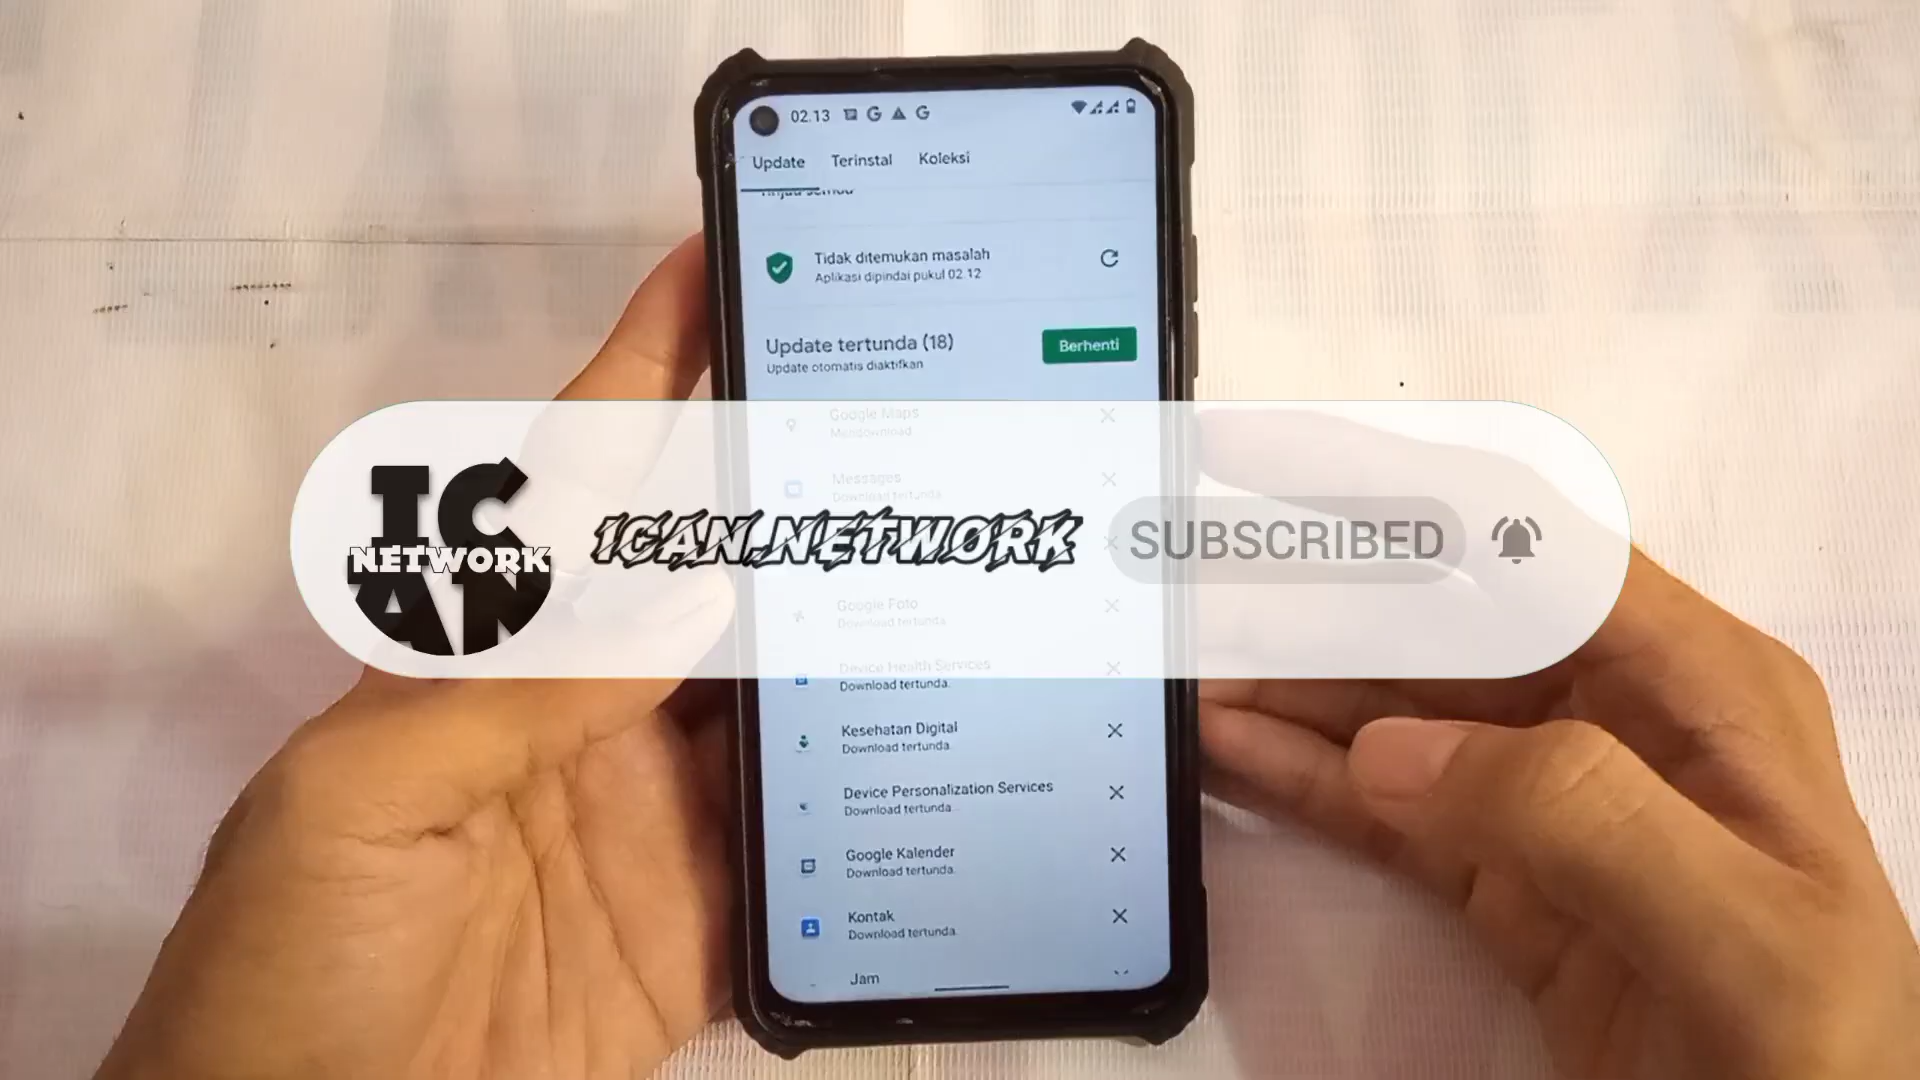 02.13
Update Terinstal Koleksi
Tidak ditemukan masalah
Aplikasi dipindai pukul 02 12
Update tertunda (18)
Update otomatis diaktifkan
Berhenti
Google Maps
Mendownload
Messages
Download tertunda.
IC
NETWORK
AN
ICAN.NETWORK
SUBSCRIBED
Google Foto
Download tertunda.
Device Health Services
Download tertunda.
Kesehatan Digital
Download tertunda.
Device Personalization Services
Download tertunda.
Google Kalender
Download tertunda.
Kontak
Download tertunda.
Jam